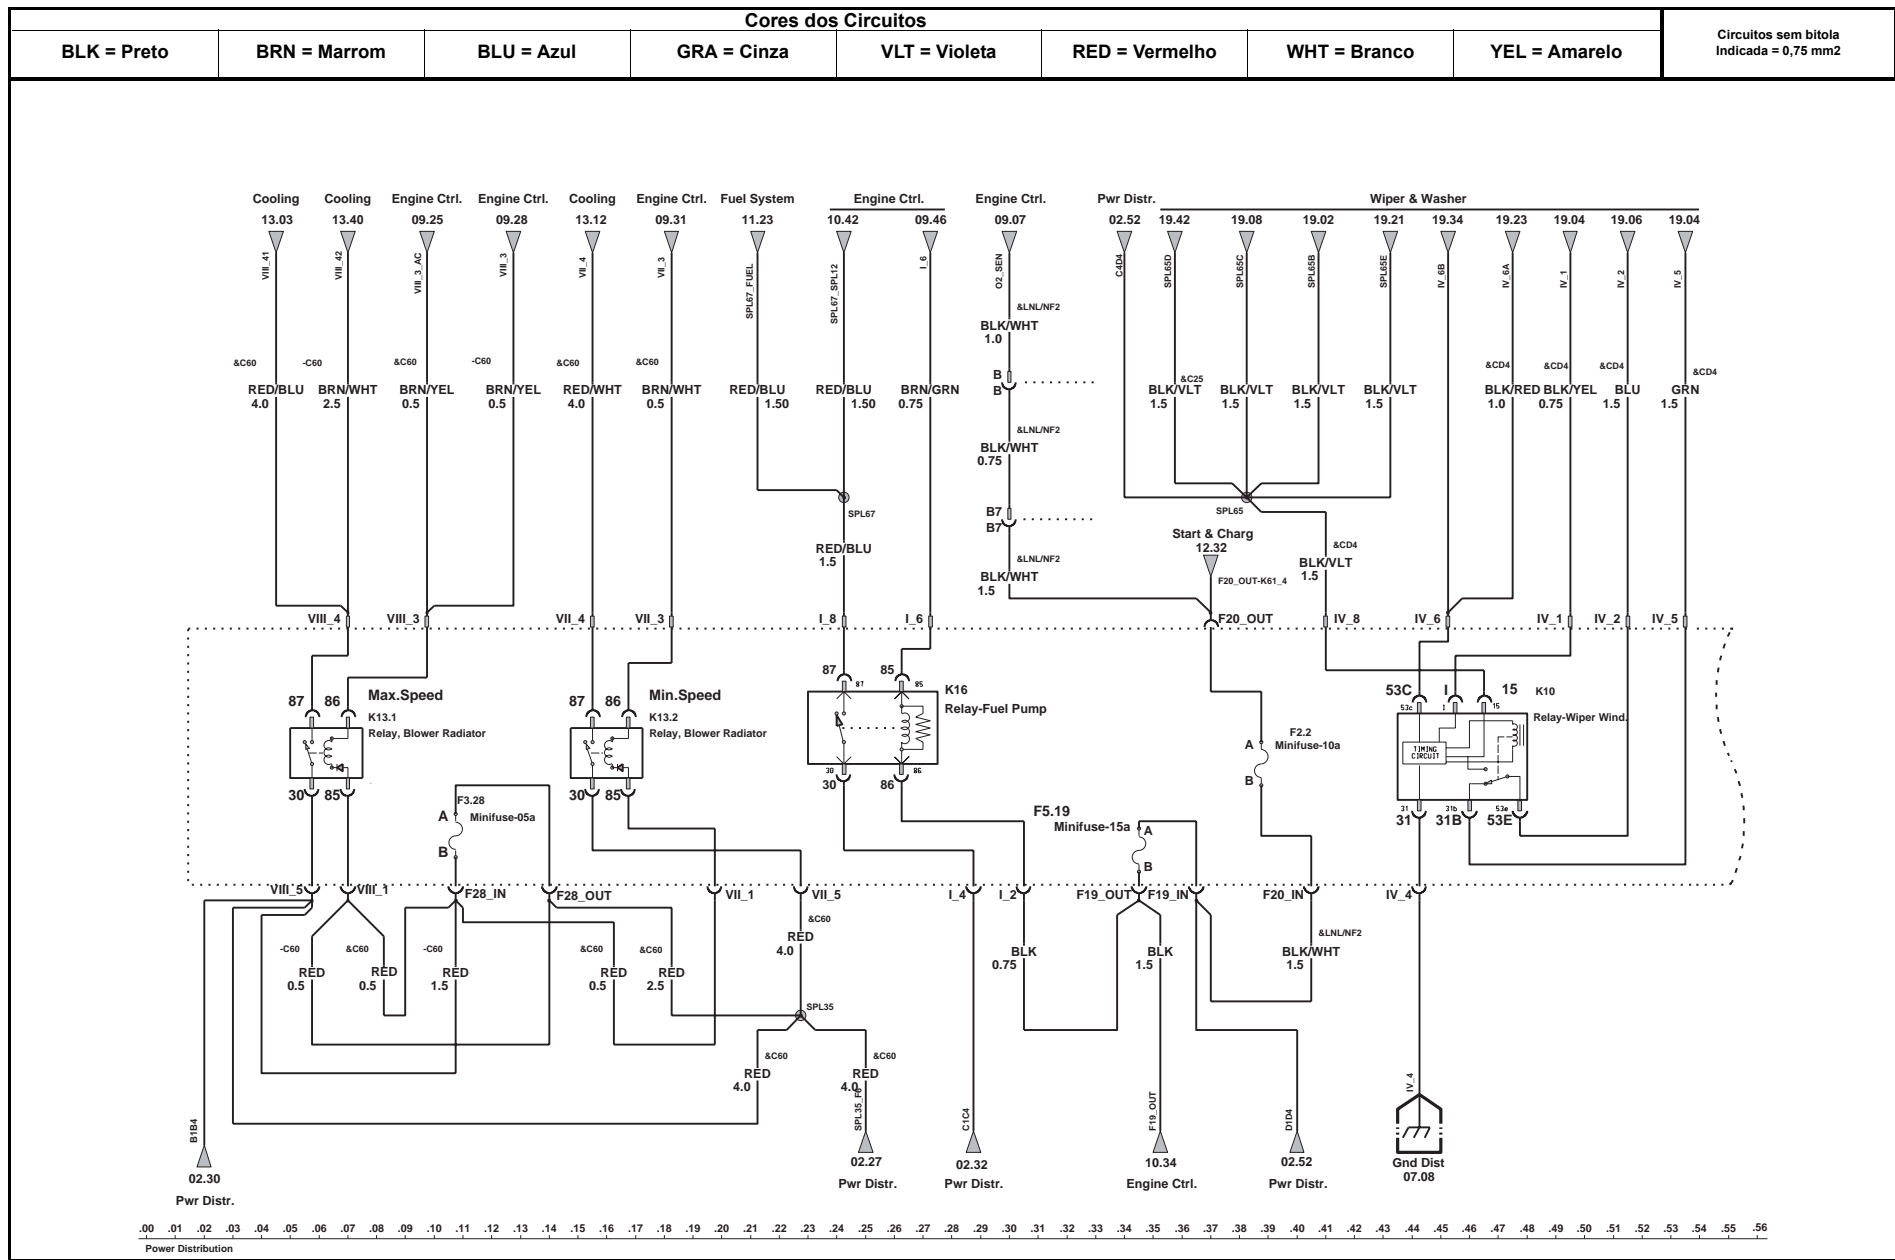 Cores dos Circuitos
BLK = Preto
BRN = Marrom
BLU = Azul
GRA = Cinza
VLT = Violeta
RED = Vermelho
WHT = Branco
YEL = Amarelo
Circuitos sem bitola
Indicada = 0,75 mm2
Cooling Cooling Engine Ctrl. Engine Ctrl. Cooling Engine Ctrl. Fuel System Engine Ctrl. Engine Ctrl. Pwr Distr. Wiper & Washer
13.03 13.40 09.25 09.28 13.12 09.31 11.23 10.42 09.46 09.07 02.52 19.42 19.08 19.02 19.21 19.34 19.23 19.04 19.06 19.04
VIII_41 VIII_42 VIII_3_AC VIII_3 VII_4 VII_3 SPL67_FUEL SPL67_SPL12 I_6 O2_SEN C4D4 SPL65D SPL65C SPL65B SPL65E IV_6B IV_6A IV_1 IV_2 IV_5
&LNL/NF2
BLK/WHT
1.0
&C60 -C60 &C60 -C60 &C60 &C60 &CD4 &CD4 &CD4 &CD4
B
B
&C25
RED/BLU BRN/WHT BRN/YEL BRN/YEL RED/WHT BRN/WHT RED/BLU RED/BLU BRN/GRN BLK/VLT BLK/VLT BLK/VLT BLK/VLT BLK/RED BLK/YEL BLU GRN
4.0 2.5 0.5 0.5 4.0 0.5 1.50 1.50 0.75 1.5 1.5 1.5 1.5 1.0 0.75 1.5 1.5
&LNL/NF2
BLK/WHT
0.75
SPL67
SPL65
B7
B7
Start & Charg
12.32
RED/BLU
1.5
&CD4
BLK/VLT
1.5
&LNL/NF2
BLK/WHT
1.5
F20_OUT-K61_4
VIII_4 VIII_3 VII_4 VII_3 I_8 I_6 F20_OUT IV_8 IV_6 IV_1 IV_2 IV_5
87 86 Max.Speed
K13.1
Relay, Blower Radiator
30 85
87 86 Min.Speed
K13.2
Relay, Blower Radiator
30 85
87 85
87 85
K16
Relay-Fuel Pump
30 86
30 86
A
F2.2
Minifuse-10a
B
53C I 15 K10
53c I 15
Relay-Wiper Wind.
TIMING
CIRCUIT
31 31b 53e
31 31B 53E
F3.28
A Minifuse-05a
B
F5.19
Minifuse-15a A
B
VIII_5 VIII_1 F28_IN F28_OUT VII_1 VII_5 I_4 I_2 F19_OUT F19_IN F20_IN IV_4
&C60
RED
4.0
-C60 &C60 -C60 &C60 &C60
RED RED RED RED RED
0.5 0.5 1.5 0.5 2.5
BLK
0.75
BLK
1.5
&LNL/NF2
BLK/WHT
1.5
SPL35
&C60 &C60
RED RED
4.0 4.0
B1B4 SPL35_F6 C1C4 F19_OUT D1D4 IV_4
02.30
Pwr Distr.
02.27
Pwr Distr.
02.32
Pwr Distr.
10.34
Engine Ctrl.
02.52
Pwr Distr.
Gnd Dist
07.08
.00 .01 .02 .03 .04 .05 .06 .07 .08 .09 .10 .11 .12 .13 .14 .15 .16 .17 .18 .19 .20 .21 .22 .23 .24 .25 .26 .27 .28 .29 .30 .31 .32 .33 .34 .35 .36 .37 .38 .39 .40 .41 .42 .43 .44 .45 .46 .47 .48 .49 .50 .51 .52 .53 .54 .55 .56
Power Distribution